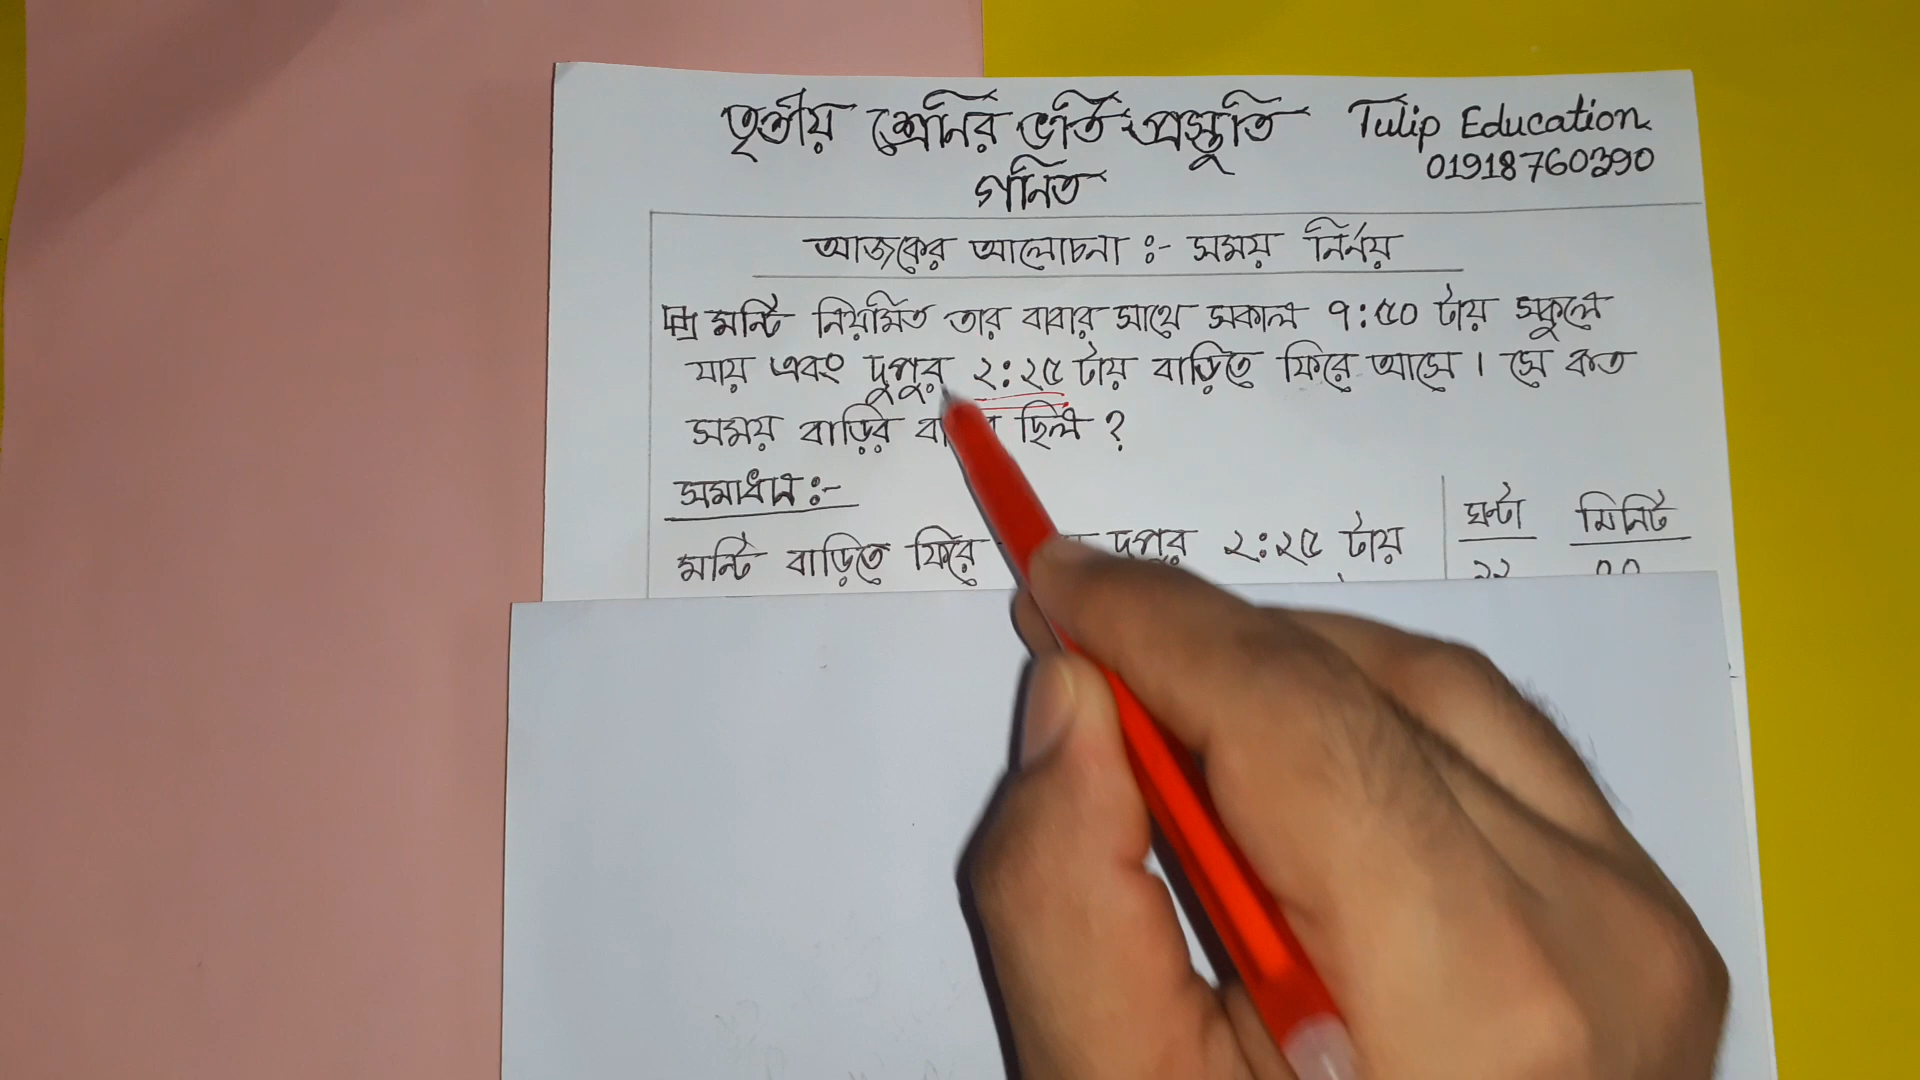 তৃতীয় শ্রেনির ভর্তি প্রস্তুতি
Tulip Education
01918760390
গনিত
আজকের আলোচনা :- সময় নির্নয়
মন্টি নিয়মিত তার বাবার সাথে সকাল ৭:৫০ টায় স্কুলে
যায় এবং দুপুর ২:২৫ টায় বাড়িতে ফিরে আসে। সে কত
সময় বাড়ির ছিল ?
সমাধান :-
মন্টি বাড়িতে ফিরে দুপুর ২:২৫ টায়
ঘন্টা মিনিট